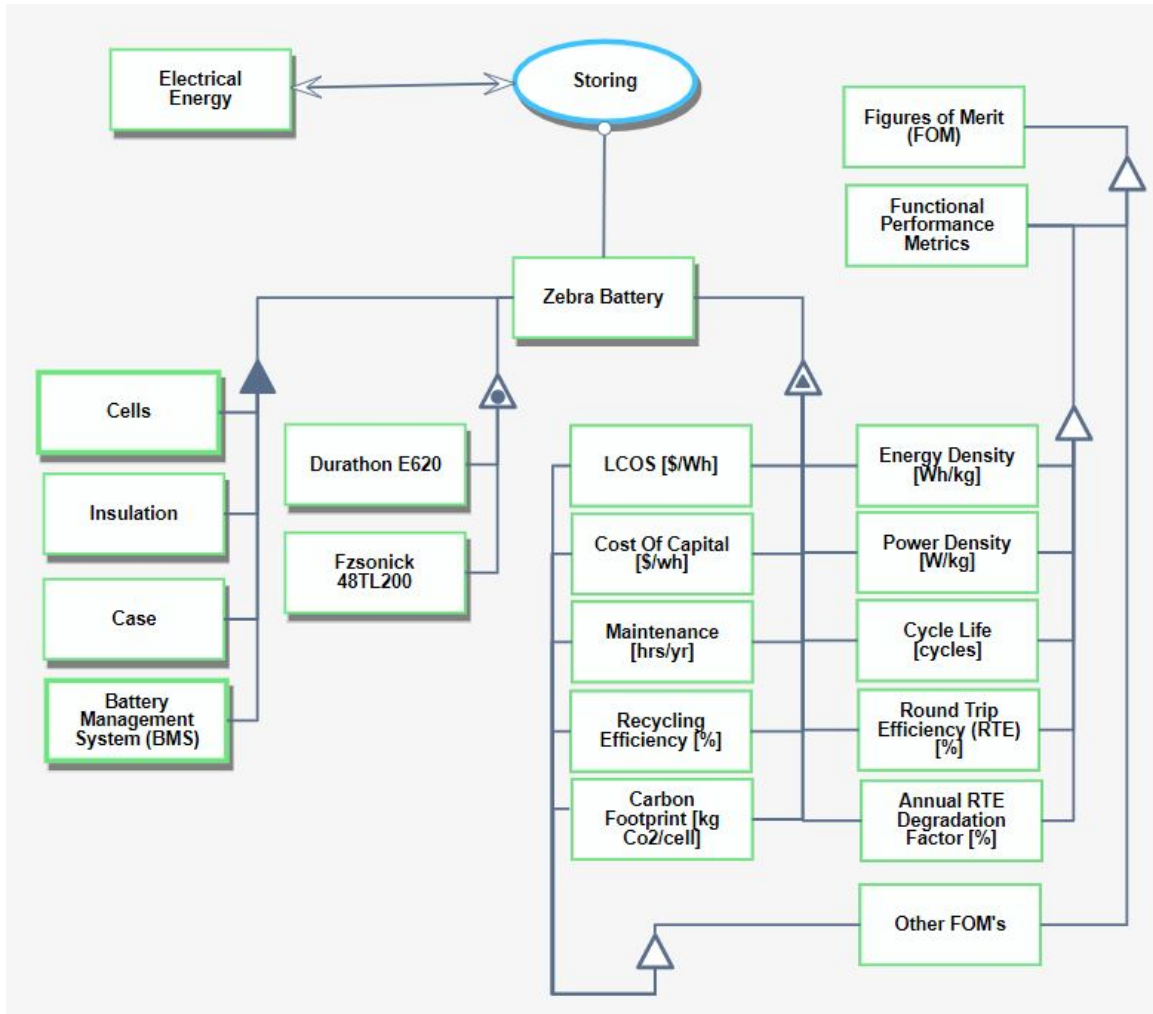 Electrical
Energy
Storing
Figures of Merit
(FOM)
Functional
Performance
Metrics
Zebra Battery
Cells
Insulation
Case
Battery
Management
System (BMS)
Durathon E620
Fzsonick
48TL200
LCOS [$/Wh]
Cost Of Capital
[$/wh]
Maintenance
[hrs/yr]
Recycling
Efficiency [%]
Carbon
Footprint [kg
Co2/cell]
Energy Density
[Wh/kg]
Power Density
[W/kg]
Cycle Life
[cycles]
Round Trip
Efficiency (RTE)
[%]
Annual RTE
Degradation
Factor [%]
Other FOM's